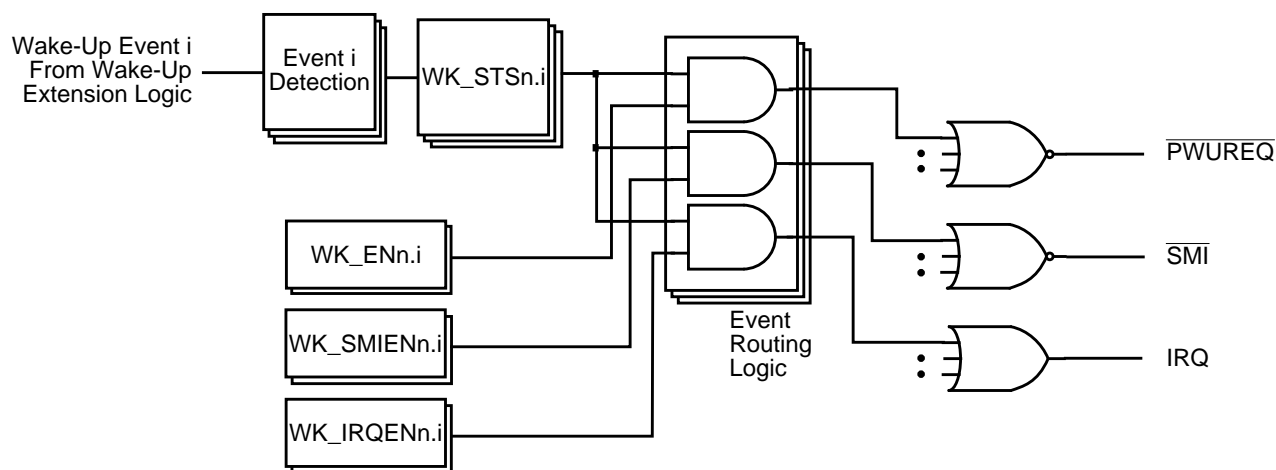 Wake-Up Event i
From Wake-Up
Extension Logic
Event i
Detection
WK_STSn.i
PWUREQ
SMI
WK_ENn.i
WK_SMIENn.i
Event
Routing
Logic
IRQ
WK_IRQENn.i